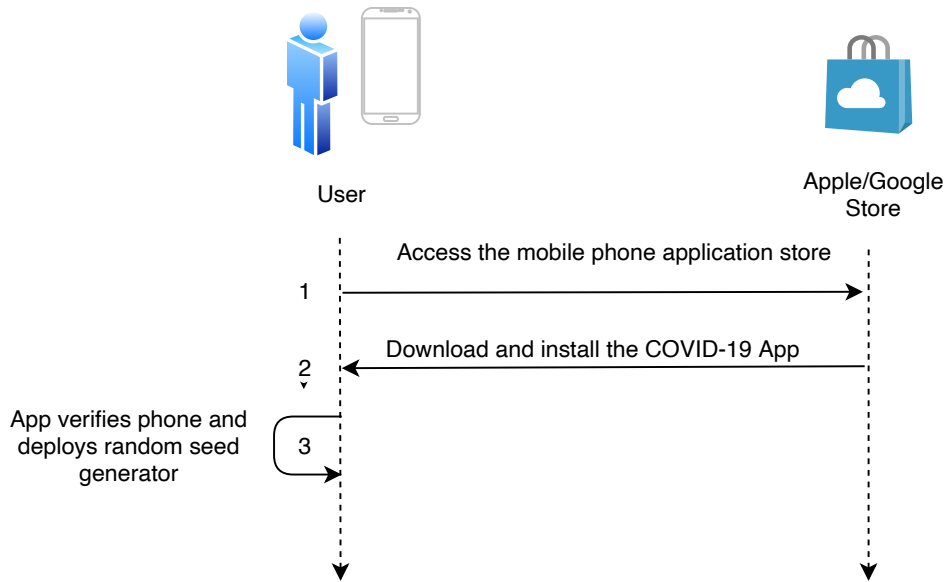 User
Apple/Google
Store
Access the mobile phone application store
1
Download and install the COVID-19 App
2
App verifies phone and
deploys random seed
generator
3